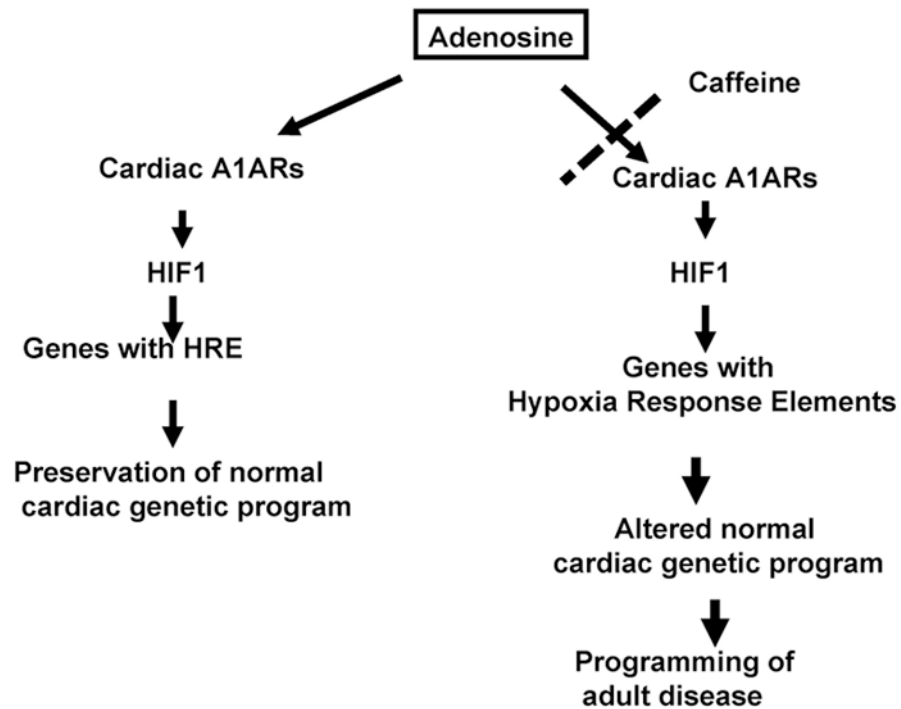 Adenosine
Caffeine
Cardiac A1ARs
HIF1
Genes with HRE
Preservation of normal
cardiac genetic program
Cardiac A1ARs
HIF1
Genes with
Hypoxia Response Elements
Altered normal
cardiac genetic program
Programming of
adult disease